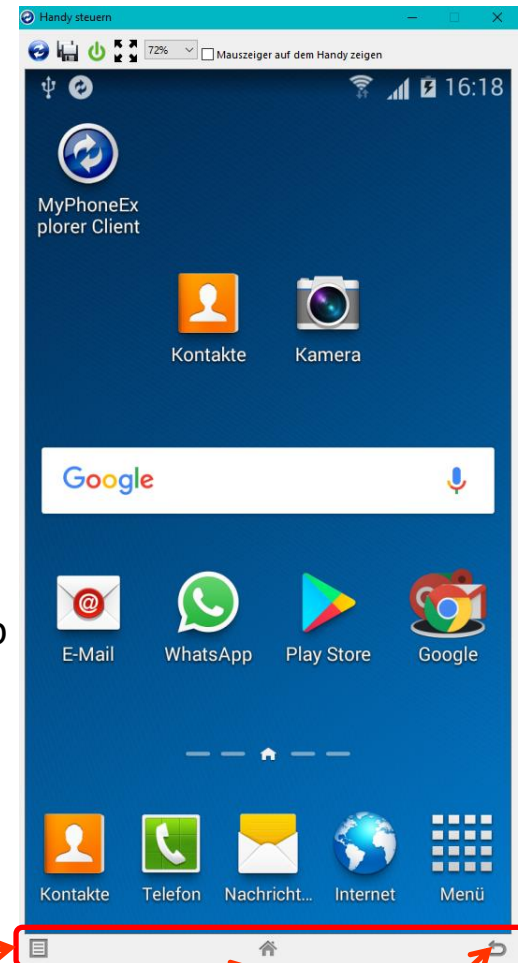 Handy steuern
72% Mauszeiger auf dem Handy zeigen
16:18
MyPhoneEx
plorer Client
Kontakte Kamera
Google
E-Mail WhatsApp Play Store Google
Kontakte Telefon Nachricht... Internet Menü